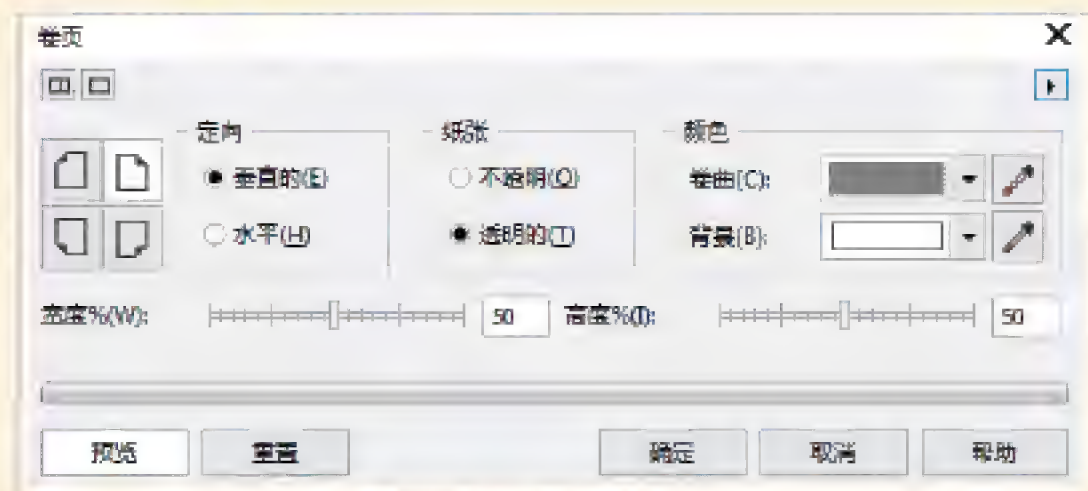 卷页
定向 纸张 颜色
垂直的(E) 不透明(O) 卷曲(C):
水平(H) 透明的(T) 背景(B):
宽度%(W): 50 高度%(I): 50
预览 重置 确定 取消 帮助